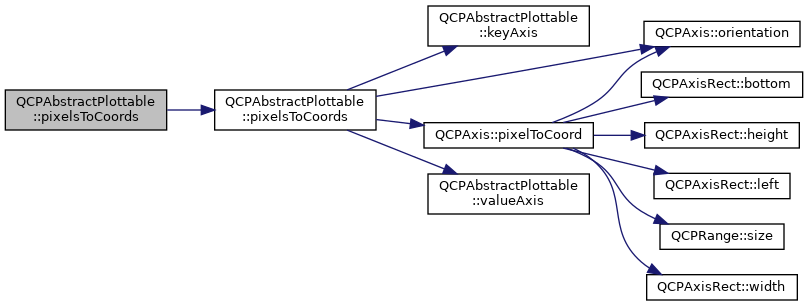 QCPAbstractPlottable
::pixelsToCoords
QCPAbstractPlottable
::pixelsToCoords
QCPAbstractPlottable
::keyAxis
QCPAxis::pixelToCoord
QCPAbstractPlottable
::valueAxis
QCPAxis::orientation
QCPAxisRect::bottom
QCPAxisRect::height
QCPAxisRect::left
QCPRange::size
QCPAxisRect::width